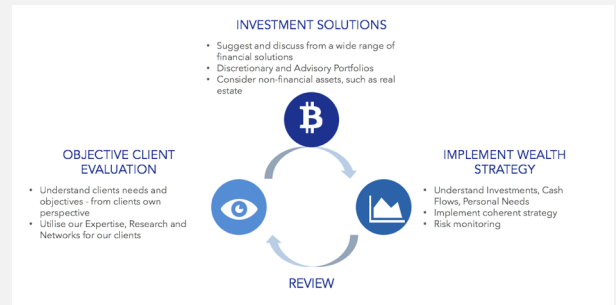 INVESTMENT SOLUTIONS
• Suggest and discuss from a wide range of
financial solutions
• Discretionary and Advisory Portfolios
• Consider non-financial assets, such as real
estate
OBJECTIVE CLIENT
EVALUATION
• Understand clients needs and
objectives - from clients own
perspective
• Utilise our Expertise, Research and
Networks for our clients
IMPLEMENT WEALTH
STRATEGY
• Understand Investments, Cash
Flows, Personal Needs
• Implement coherent strategy
• Risk monitoring
REVIEW